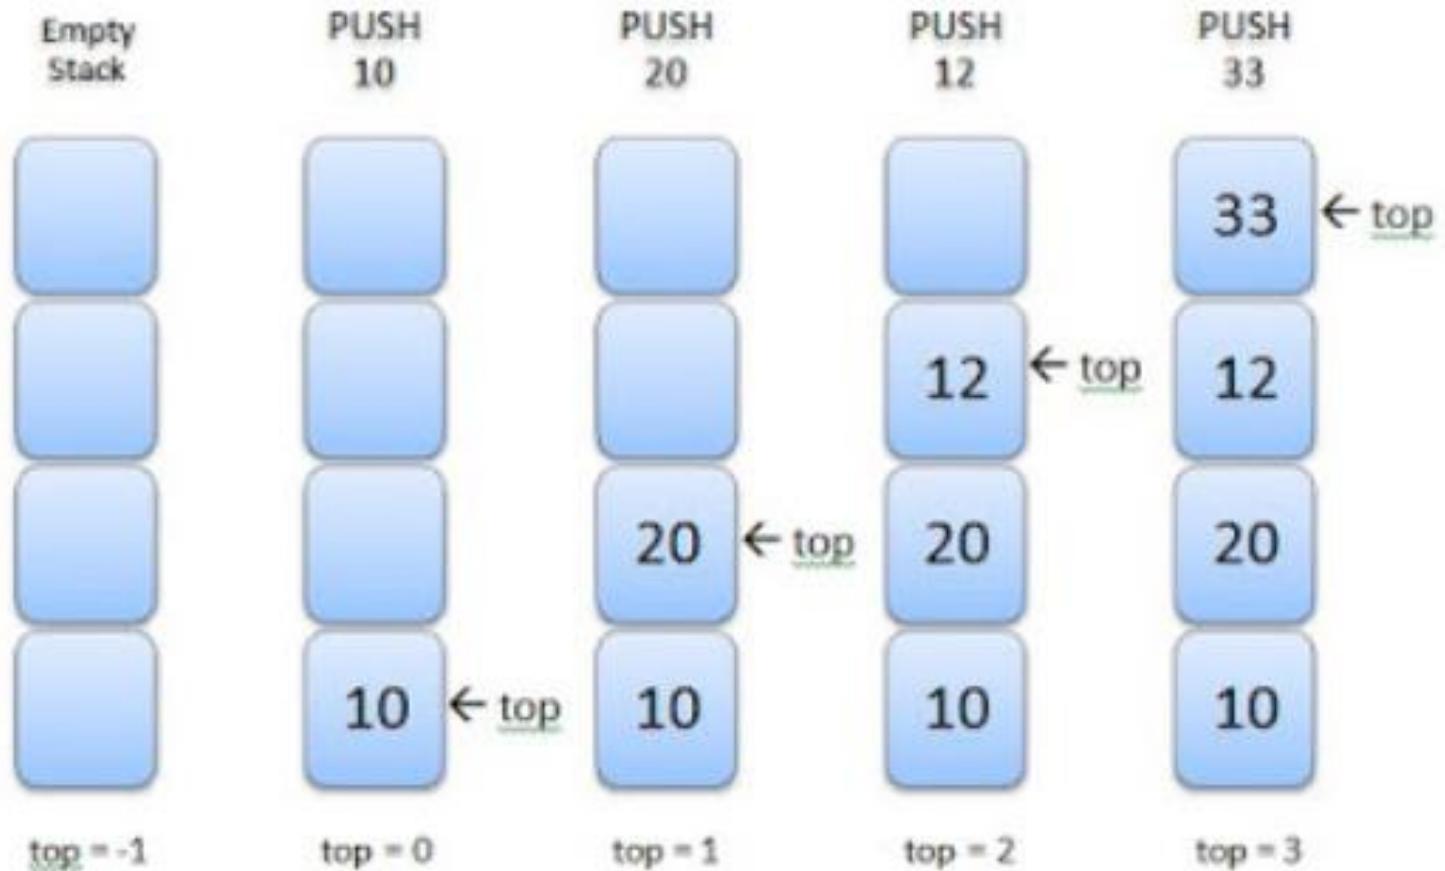 Empty
Stack
PUSH
10
PUSH
20
PUSH
12
PUSH
33
33
← top
12
← top
12
20
← top
20
20
10
← top
10
10
10
top = -1
top = 0
top = 1
top = 2
top = 3